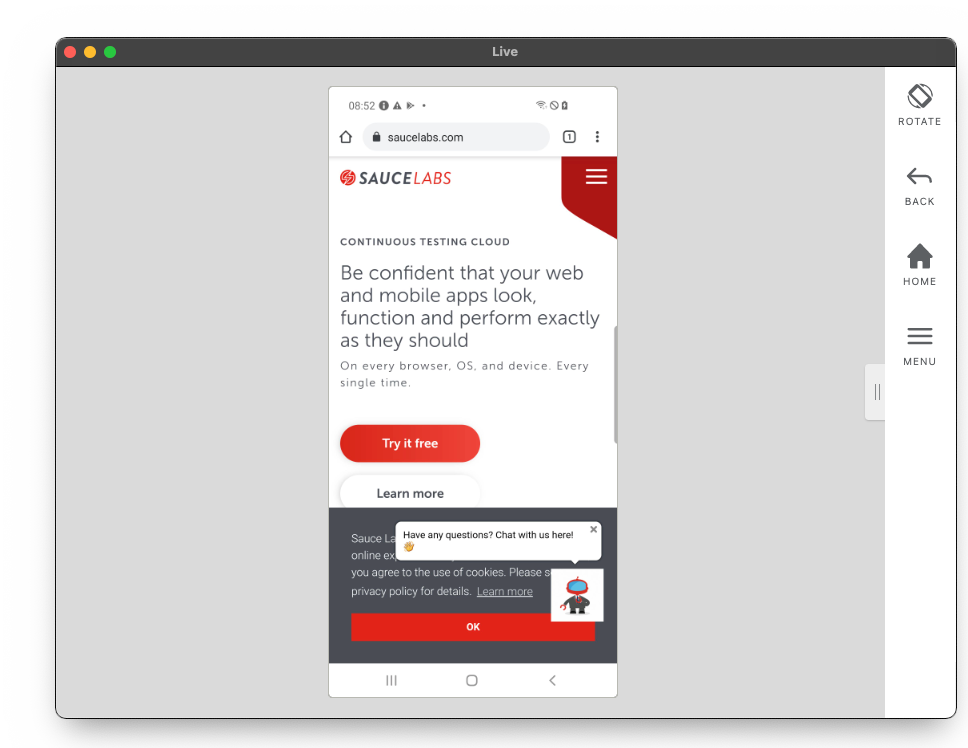 Live
08:52
saucelabs.com
1
SAUCELABS
CONTINUOUS TESTING CLOUD
Be confident that your web
and mobile apps look,
function and perform exactly
as they should
On every browser, OS, and device. Every
single time.
Try it free
Learn more
Have any questions? Chat with us here!
👋
Sauce La
online ex
you agree to the use of cookies. Please s
privacy policy for details. Learn more
OK
ROTATE
BACK
HOME
MENU